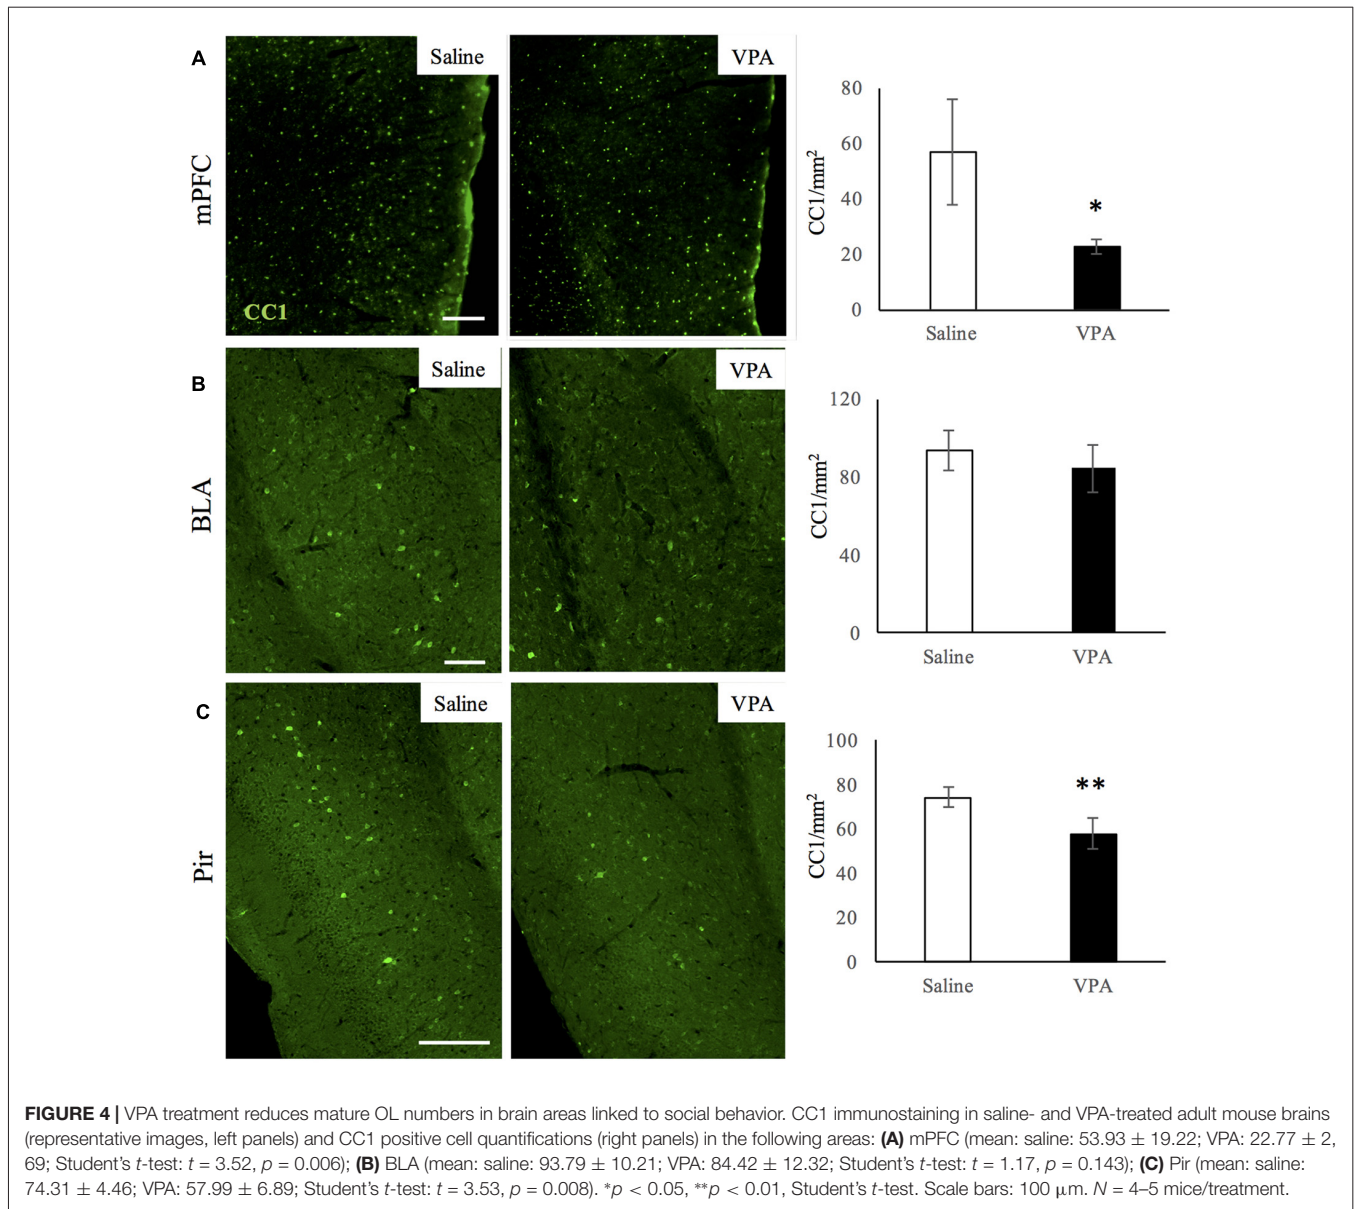 A
Saline
VPA
mPFC
CC1
80
60
40
20
0
CC1/mm²
*
Saline
VPA
B
Saline
VPA
BLA
120
80
40
0
CC1/mm²
Saline
VPA
C
Saline
VPA
Pir
100
80
60
40
20
0
CC1/mm²
**
Saline
VPA
FIGURE 4 | VPA treatment reduces mature OL numbers in brain areas linked to social behavior. CC1 immunostaining in saline- and VPA-treated adult mouse brains
(representative images, left panels) and CC1 positive cell quantifications (right panels) in the following areas: (A) mPFC (mean: saline: 53.93 ± 19.22; VPA: 22.77 ± 2,
69; Student's t-test: t = 3.52, p = 0.006); (B) BLA (mean: saline: 93.79 ± 10.21; VPA: 84.42 ± 12.32; Student's t-test: t = 1.17, p = 0.143); (C) Pir (mean: saline:
74.31 ± 4.46; VPA: 57.99 ± 6.89; Student's t-test: t = 3.53, p = 0.008). *p < 0.05, **p < 0.01, Student's t-test. Scale bars: 100 μm. N = 4–5 mice/treatment.